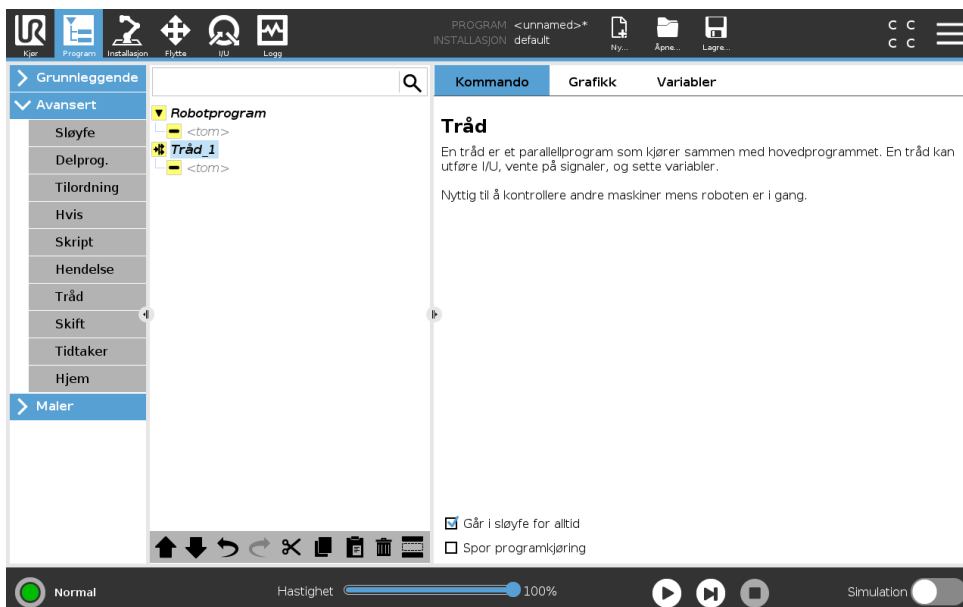 UR
Kjør
Program
Installasjon
Flytte
I/U
Logg
PROGRAM <unnamed>*
INSTALLASJON default
Ny...
Åpne...
Lagre...
C C
C C
Grunnleggende
Avansert
Sløyfe
Delprog.
Tilordning
Hvis
Skript
Hendelse
Tråd
Skift
Tidtaker
Hjem
Maler
Robotprogram
<tom>
Tråd_1
<tom>
Kommando
Grafikk
Variabler
Tråd
En tråd er et parallellprogram som kjører sammen med hovedprogrammet. En tråd kan
utføre I/U, vente på signaler, og sette variabler.
Nyttig til å kontrollere andre maskiner mens roboten er i gang.
Går i sløyfe for alltid
Spor programkjøring
Normal
Hastighet
100%
Simulation